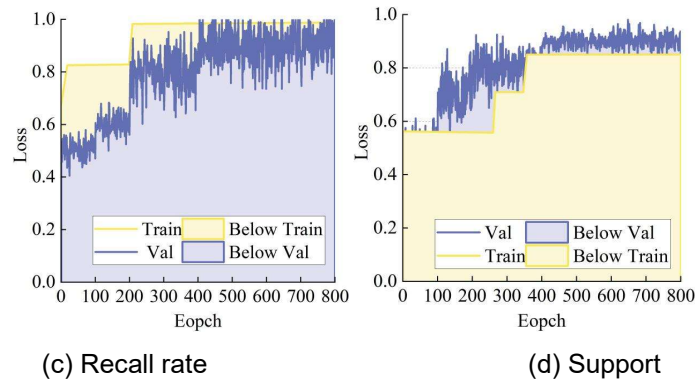 1.0
0.8
0.6
0.4
0.2
0.0
Loss
Train
Below Train
Val
Below Val
0 100 200 300 400 500 600 700 800
Eopch
(c) Recall rate
1.0
0.8
0.6
0.4
0.2
0.0
Loss
Val
Below Val
Train
Below Train
0 100 200 300 400 500 600 700 800
Eopch
(d) Support